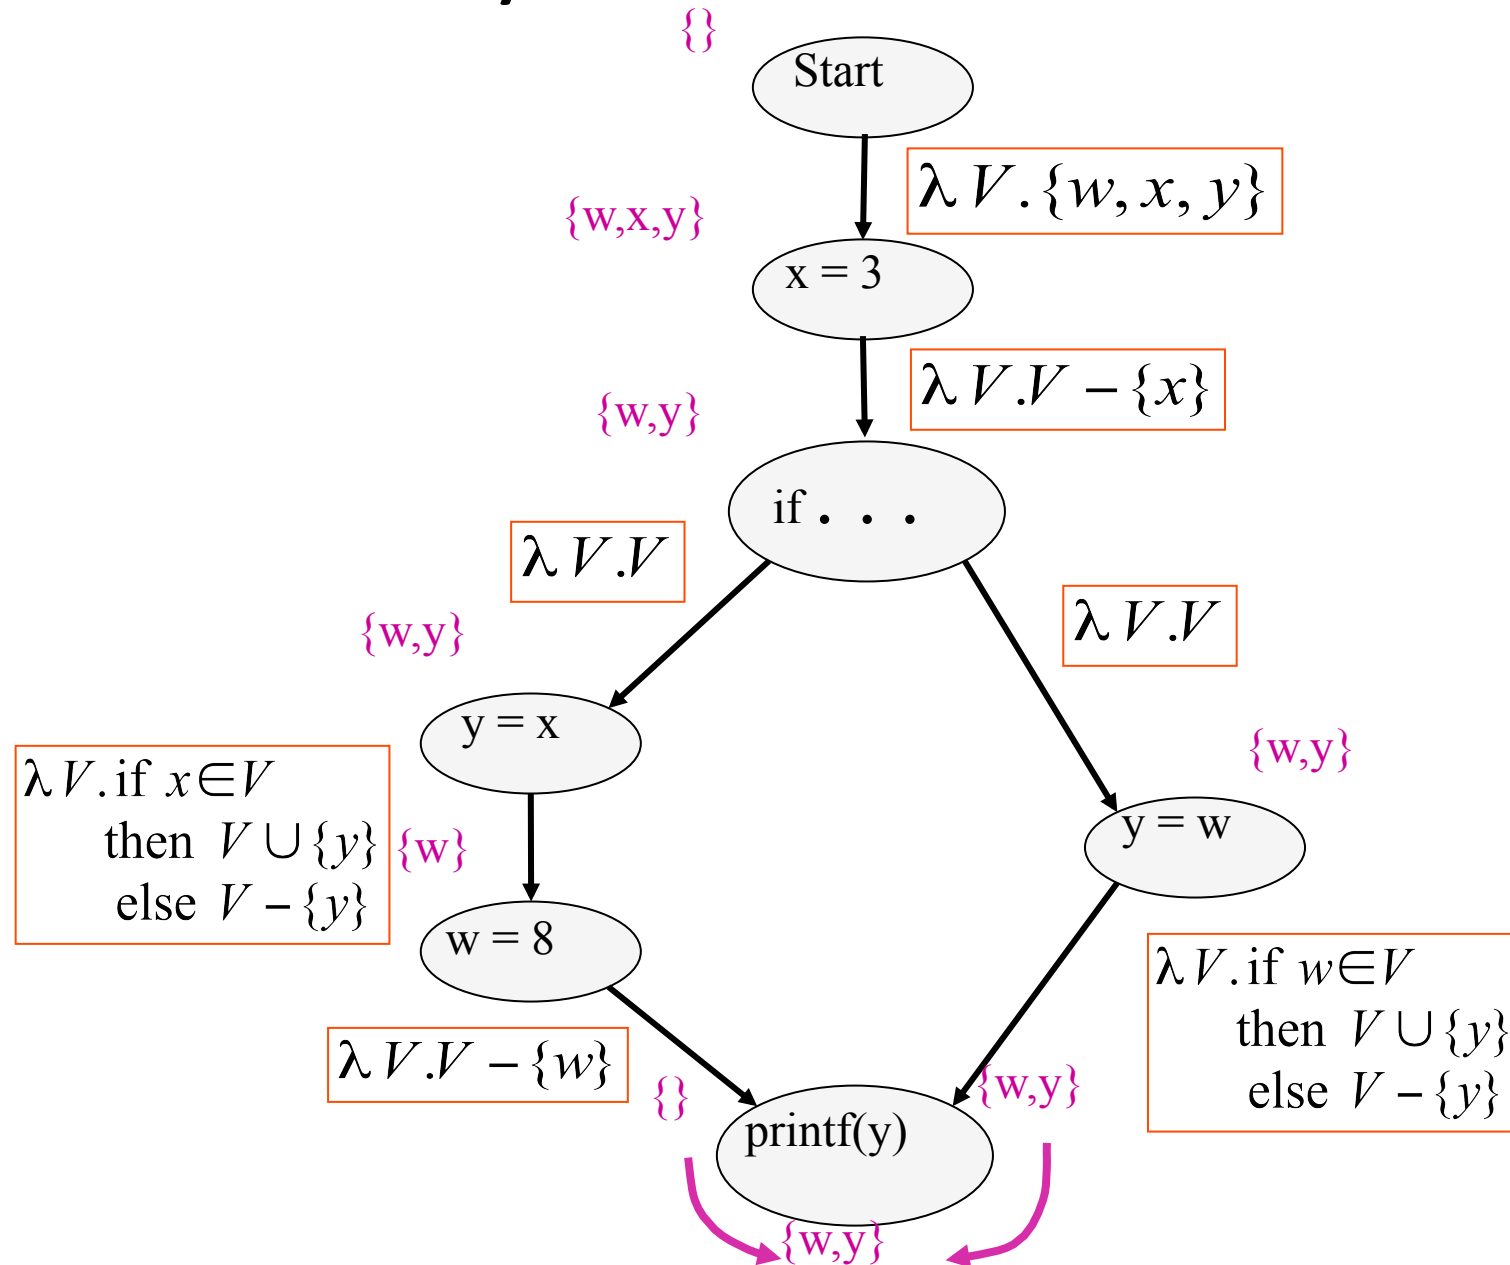 {}
Start
λ V.{w, x, y}
{w,x,y}
x = 3
λ V.V − {x}
{w,y}
if . . .
λ V.V
λ V.V
{w,y}
y = x
{w,y}
λ V. if x∈V
then V ∪ {y}
else V − {y}
{w}
y = w
w = 8
λ V. if w∈V
then V ∪ {y}
else V − {y}
λ V.V − {w}
{}
{w,y}
printf(y)
{w,y}